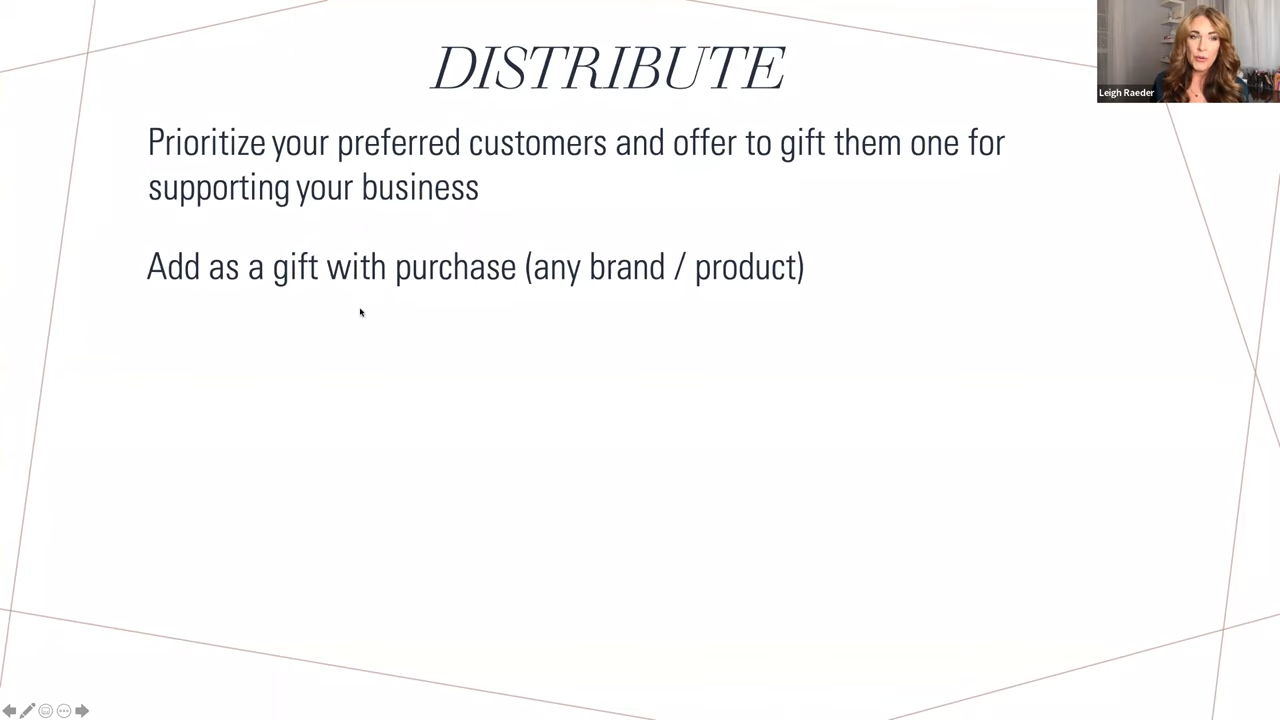 DISTRIBUTE
Leigh Raeder
Prioritize your preferred customers and offer to gift them one for
supporting your business
Add as a gift with purchase (any brand / product)